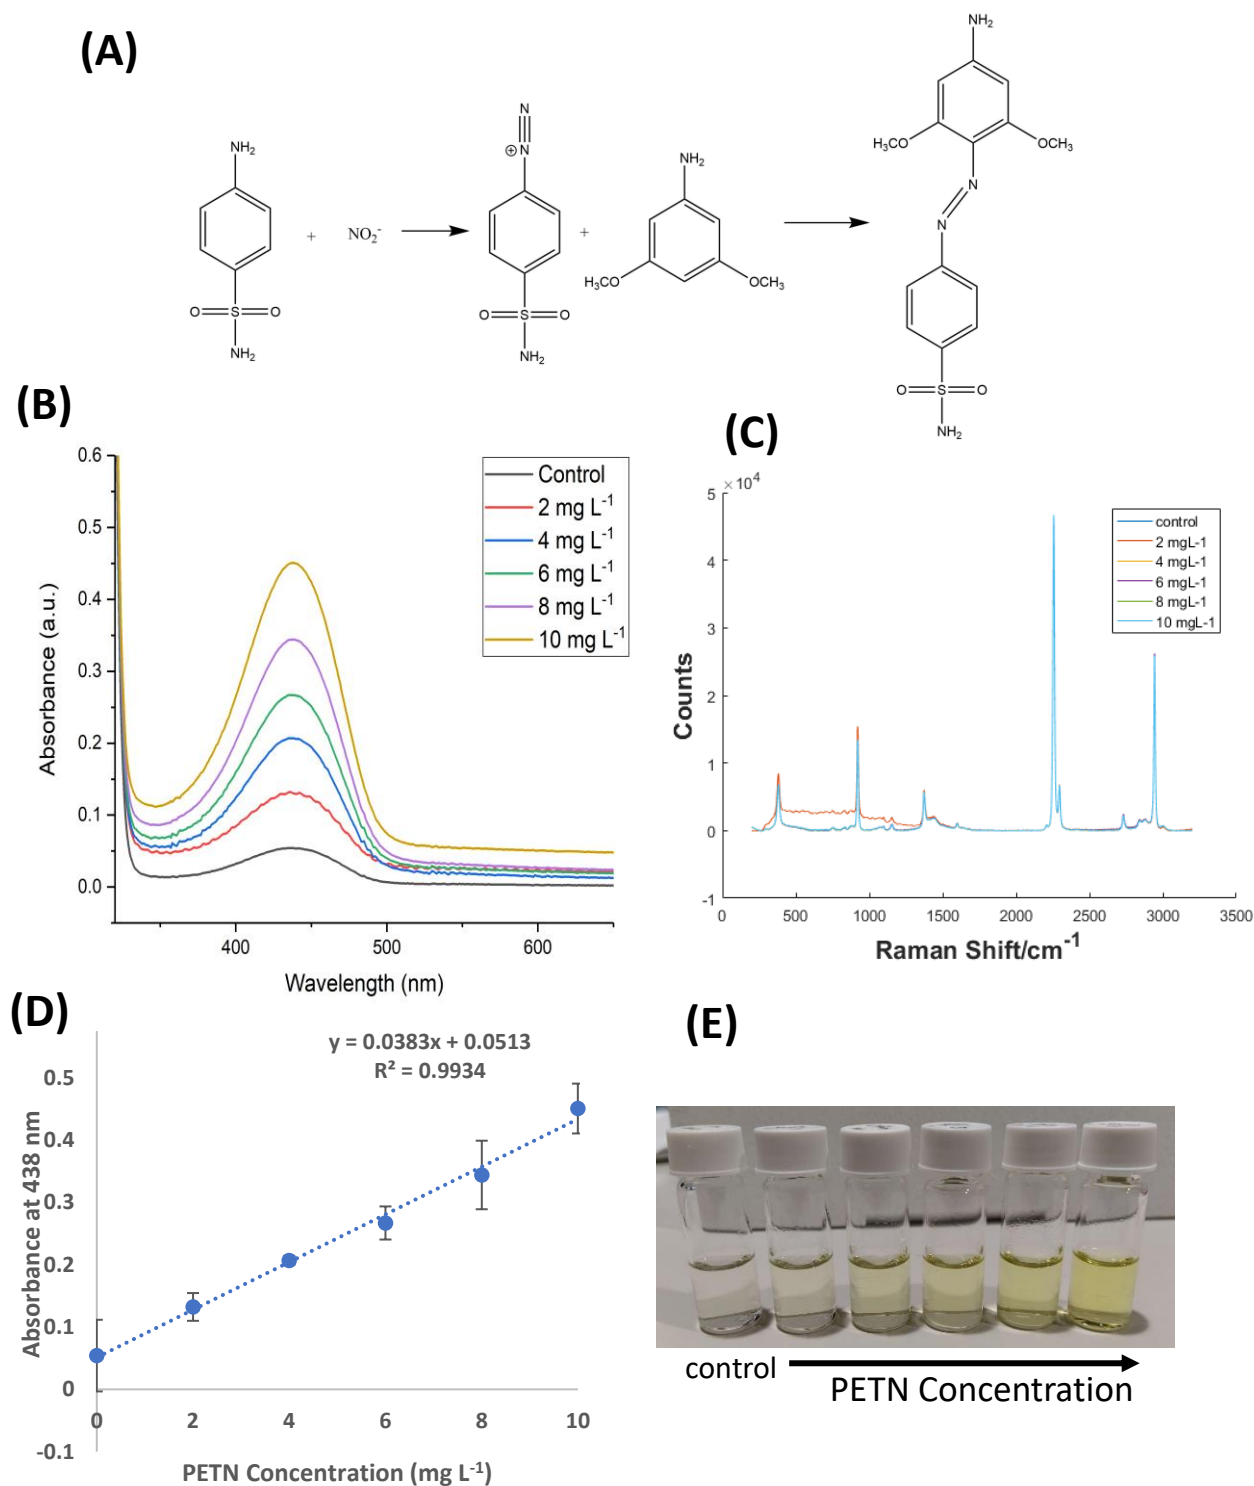 (A)
NH₂
O
S
O
NH₂
+
NO₂⁻
N
⊕N
O
S
O
NH₂
+
NH₂
H₃CO
OCH₃
NH₂
H₃CO
OCH₃
N
N
O
S
O
NH₂
(B)
0.6
0.5
0.4
0.3
0.2
0.1
0.0
Absorbance (a.u.)
400
500
600
Wavelength (nm)
Control
2 mg L⁻¹
4 mg L⁻¹
6 mg L⁻¹
8 mg L⁻¹
10 mg L⁻¹
(C)
×10⁴
5
4
3
2
1
0
-1
Counts
0
500
1000
1500
2000
2500
3000
3500
Raman Shift/cm⁻¹
control
2 mgL-1
4 mgL-1
6 mgL-1
8 mgL-1
10 mgL-1
(D)
y = 0.0383x + 0.0513
R² = 0.9934
0.5
0.4
0.3
0.2
0.1
0
-0.1
Absorbance at 438 nm
0
2
4
6
8
10
PETN Concentration (mg L⁻¹)
(E)
control
PETN Concentration